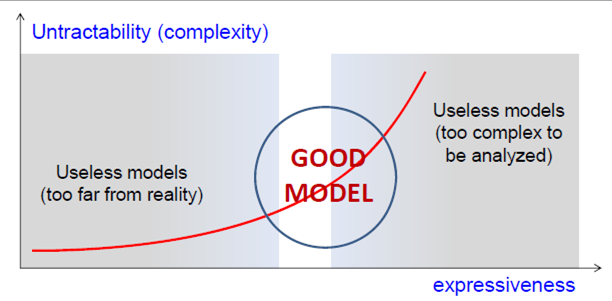 Untractability (complexity)
Useless models
(too complex to
be analyzed)
GOOD
MODEL
Useless models
(too far from reality)
expressiveness